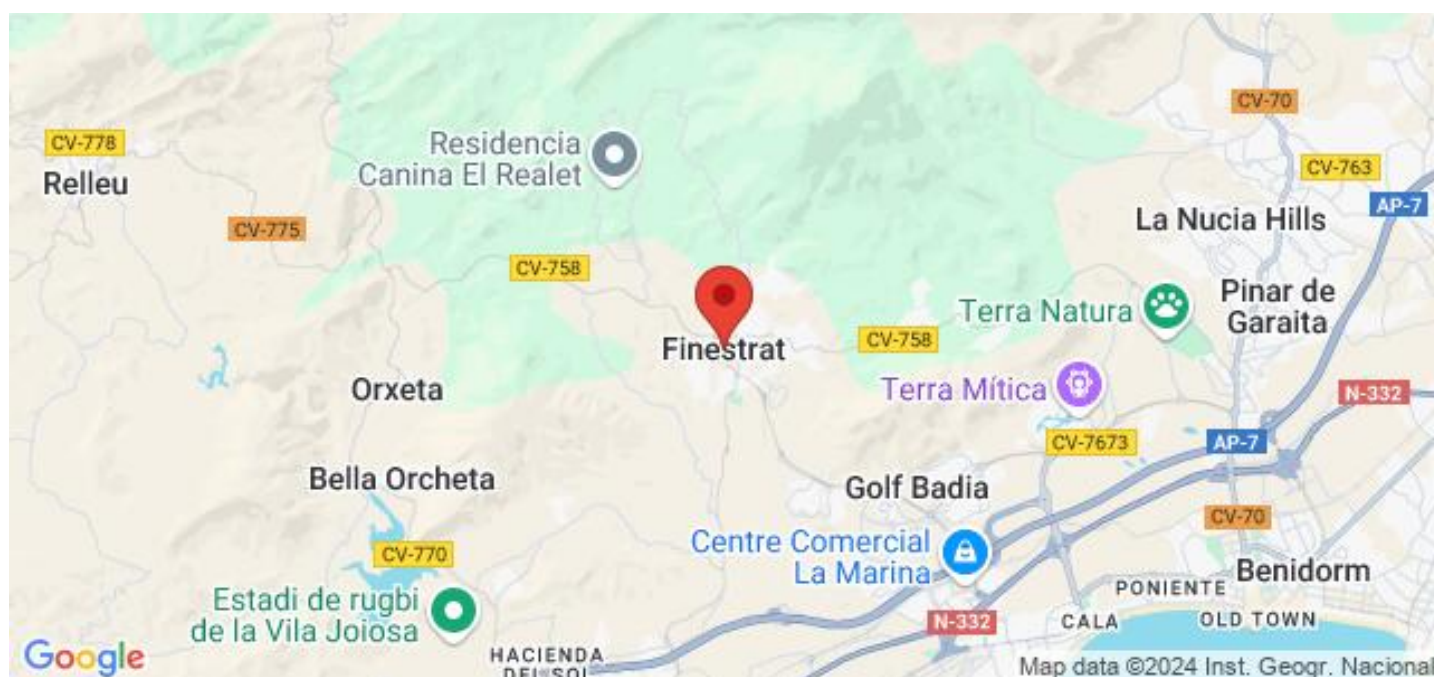 CV-70
CV-778
Residencia
Canina El Realet
CV-763
Relleu
AP-7
La Nucia Hills
CV-775
CV-758
Pinar de
Garaita
Terra Natura
CV-758
Finestrat
Orxeta
Terra Mítica
N-332
CV-7673
AP-7
Bella Orcheta
Golf Badia
CV-70
Centre Comercial
La Marina
CV-770
Benidorm
PONIENTE
Estadi de rugbi
de la Vila Joiosa
N-332
CALA
OLD TOWN
Google
HACIENDA
DEL SOL
Map data ©2024 Inst. Geogr. Nacional